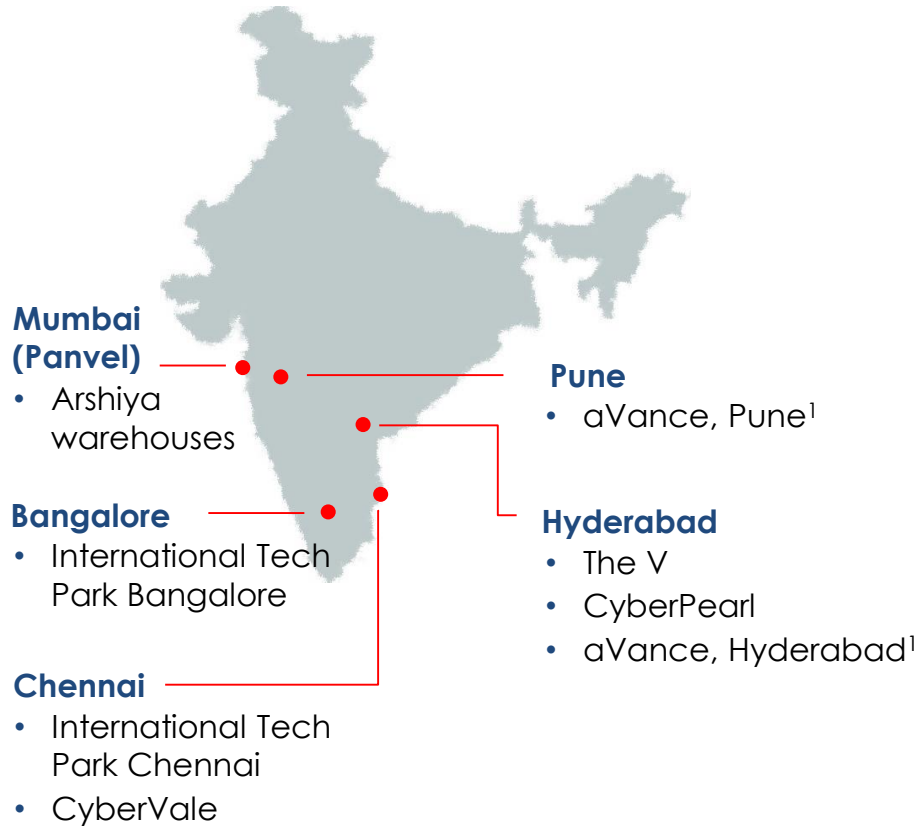 Mumbai
(Panvel)
• Arshiya
warehouses
Pune
• aVance, Pune¹
Bangalore
• International Tech
Park Bangalore
Hyderabad
• The V
• CyberPearl
• aVance, Hyderabad¹
Chennai
• International Tech
Park Chennai
• CyberVale